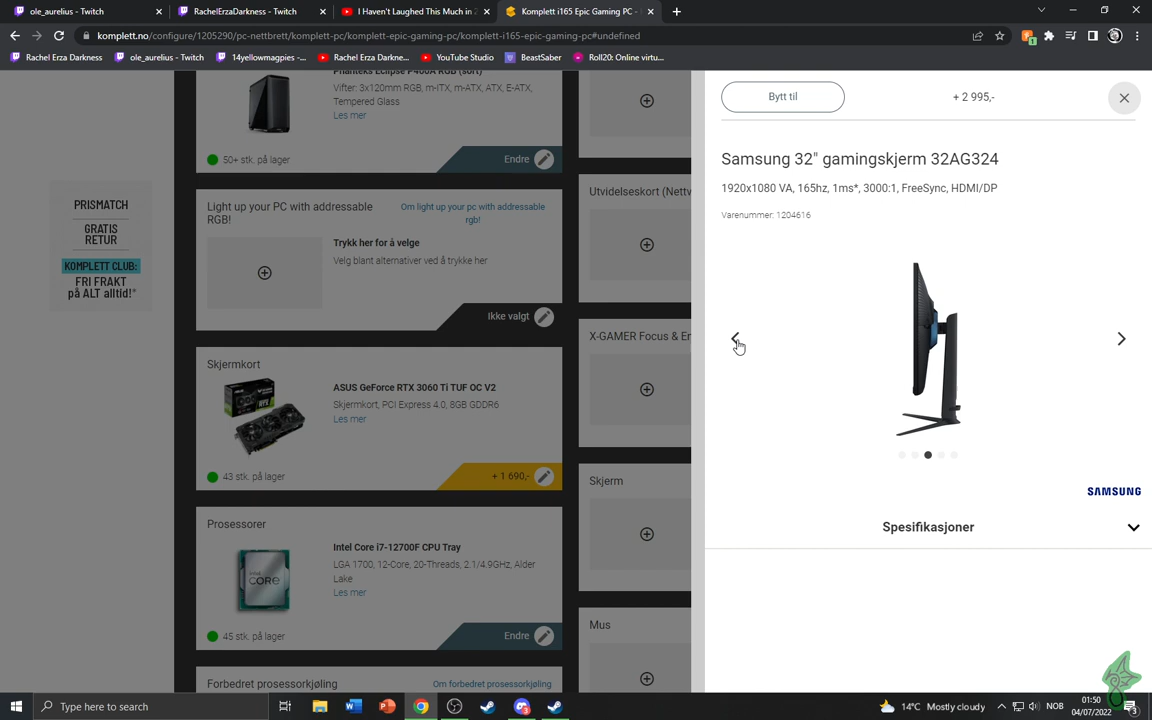 ole_aurelius - Twitch
RachelErzaDarkness - Twitch
I Haven't Laughed This Much in 2
Komplett i165 Epic Gaming PC -
komplett.no/configure/1205290/pc-nettbrett/komplett-pc/komplett-epic-gaming-pc/komplett-i165-epic-gaming-pc#undefined
Rachel Erza Darkness
ole_aurelius - Twitch
14yellowmagpies -...
Rachel Erza Darkne...
YouTube Studio
BeastSaber
Roll20: Online virtu...
PRISMATCH
GRATIS
RETUR
KOMPLETT CLUB:
FRI FRAKT
på ALT alltid!*
Phanteks Eclipse P400A RGB (sort)
Vifter: 3x120mm RGB, m-ITX, m-ATX, ATX, E-ATX,
Tempered Glass
Les mer
50+ stk. på lager
Endre
Light up your PC with addressable
RGB!
Om light up your pc with addressable
rgb!
Trykk her for å velge
Velg blant alternativer ved å trykke her
Ikke valgt
Skjermkort
ASUS GeForce RTX 3060 Ti TUF OC V2
Skjermkort, PCI Express 4.0, 8GB GDDR6
Les mer
43 stk. på lager
+ 1 690,-
Prosessorer
Intel Core i7-12700F CPU Tray
LGA 1700, 12-Core, 20-Threads, 2.1/4.9GHz, Alder
Lake
Les mer
CORE
45 stk. på lager
Endre
Forbedret prosessorkjøling
Om forbedret prosessorkjøling
Utvidelseskort (Nettv
X-GAMER Focus & En
Skjerm
Mus
Bytt til
+ 2 995,-
Samsung 32" gamingskjerm 32AG324
1920x1080 VA, 165hz, 1ms*, 3000:1, FreeSync, HDMI/DP
Varenummer: 1204616
SAMSUNG
Spesifikasjoner
Type here to search
14°C Mostly cloudy
NOB
01:50
04/07/2022
3